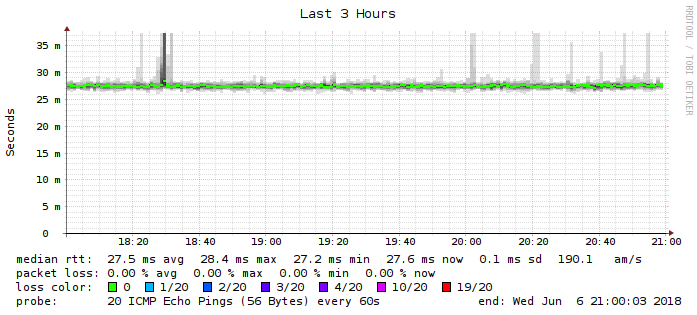 Last 3 Hours
RRDTOOL / TOBI OETIKER
Seconds
35 m
30 m
25 m
20 m
15 m
10 m
5 m
0
18:20 18:40 19:00 19:20 19:40 20:00 20:20 20:40 21:00
median rtt: 27.5 ms avg 28.4 ms max 27.2 ms min 27.6 ms now 0.1 ms sd 190.1 am/s
packet loss: 0.00 % avg 0.00 % max 0.00 % min 0.00 % now
loss color: 0 1/20 2/20 3/20 4/20 10/20 19/20
probe: 20 ICMP Echo Pings (56 Bytes) every 60s end: Wed Jun 6 21:00:03 2018